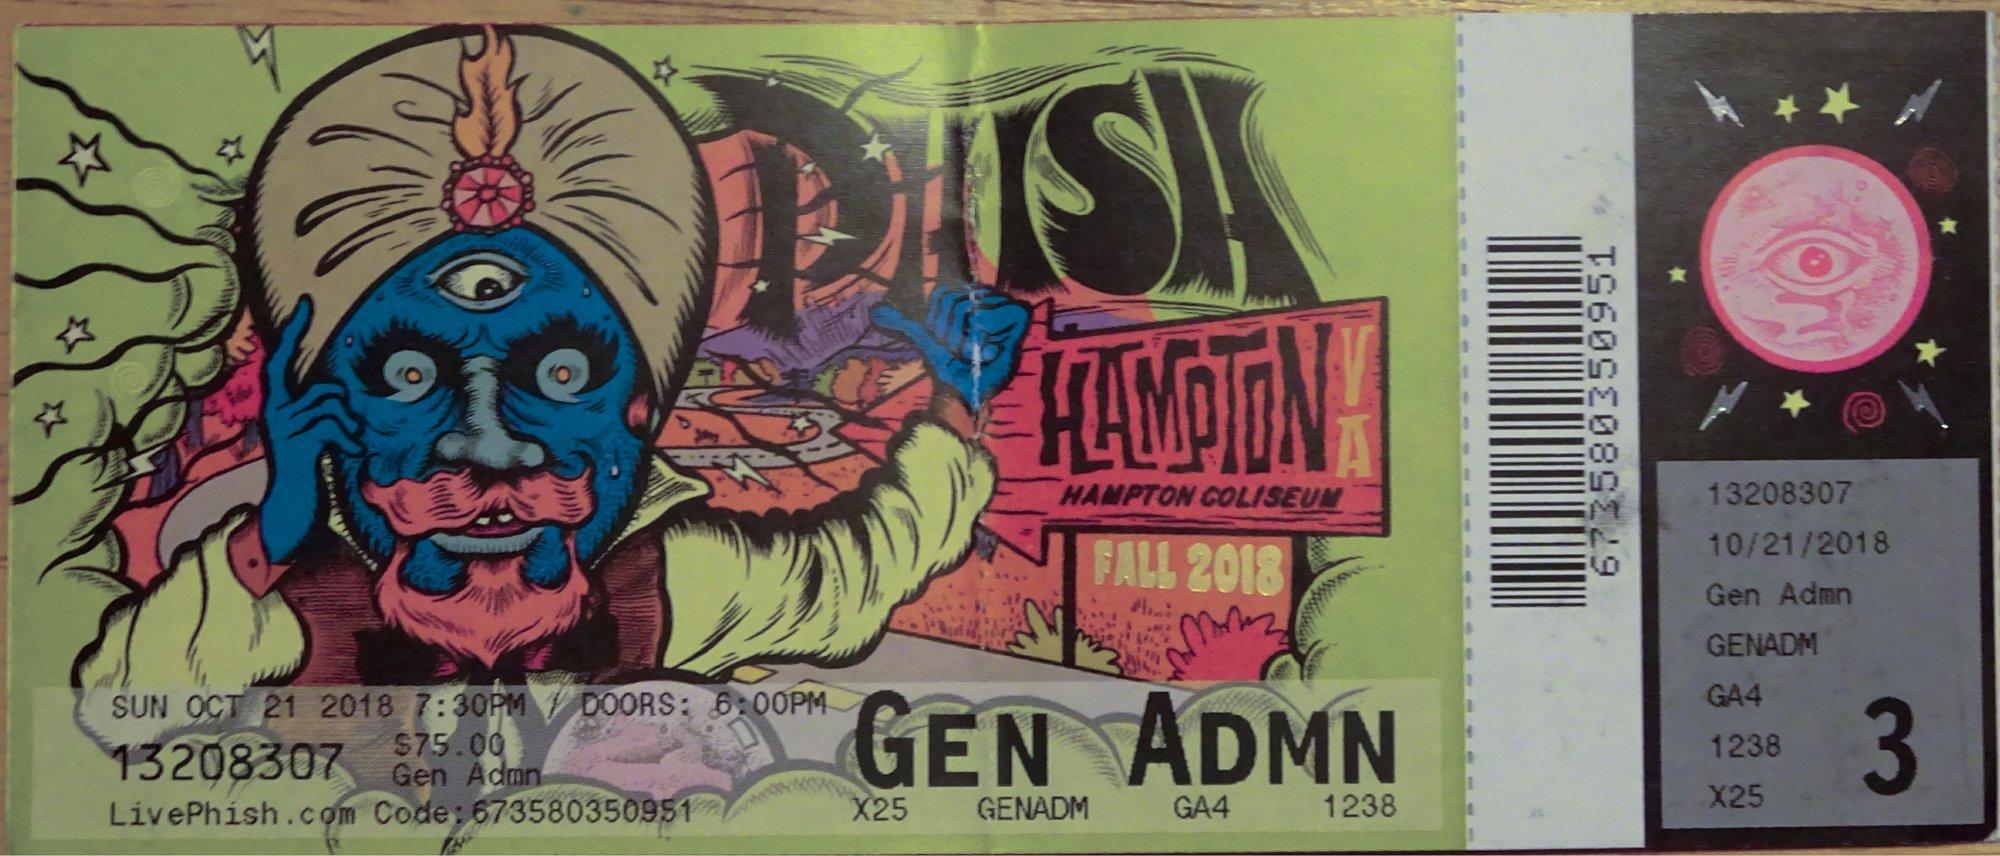 PHISH
HAMPTON VA
HAMPTON COLISEUM
FALL 2018
SUN OCT 21 2018 7:30PM / DOORS: 6:00PM
13208307 $75.00
Gen Admn
LivePhish.com Code:673580350951
GEN ADMN
X25 GENADM GA4 1238
673580350951
13208307
10/21/2018
Gen Admn
GENADM
GA4
1238
X25
3